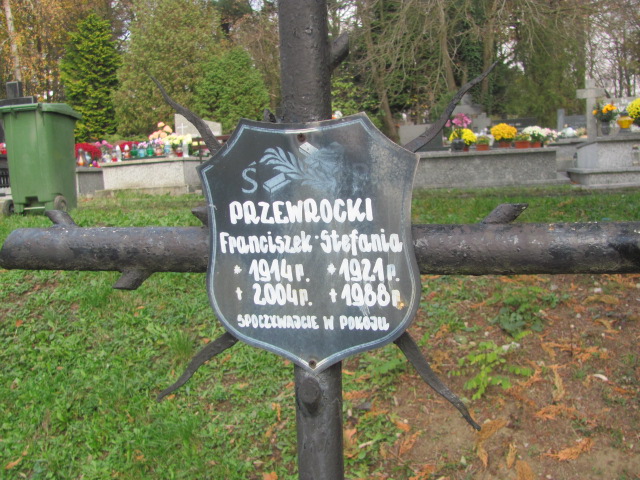 S P
PRZEWROCKI
Franciszek · Stefania
* 1914 r. * 1921 r.
† 2004 r. † 1988 r.
SPOCZYWAJCIE W POKOJU